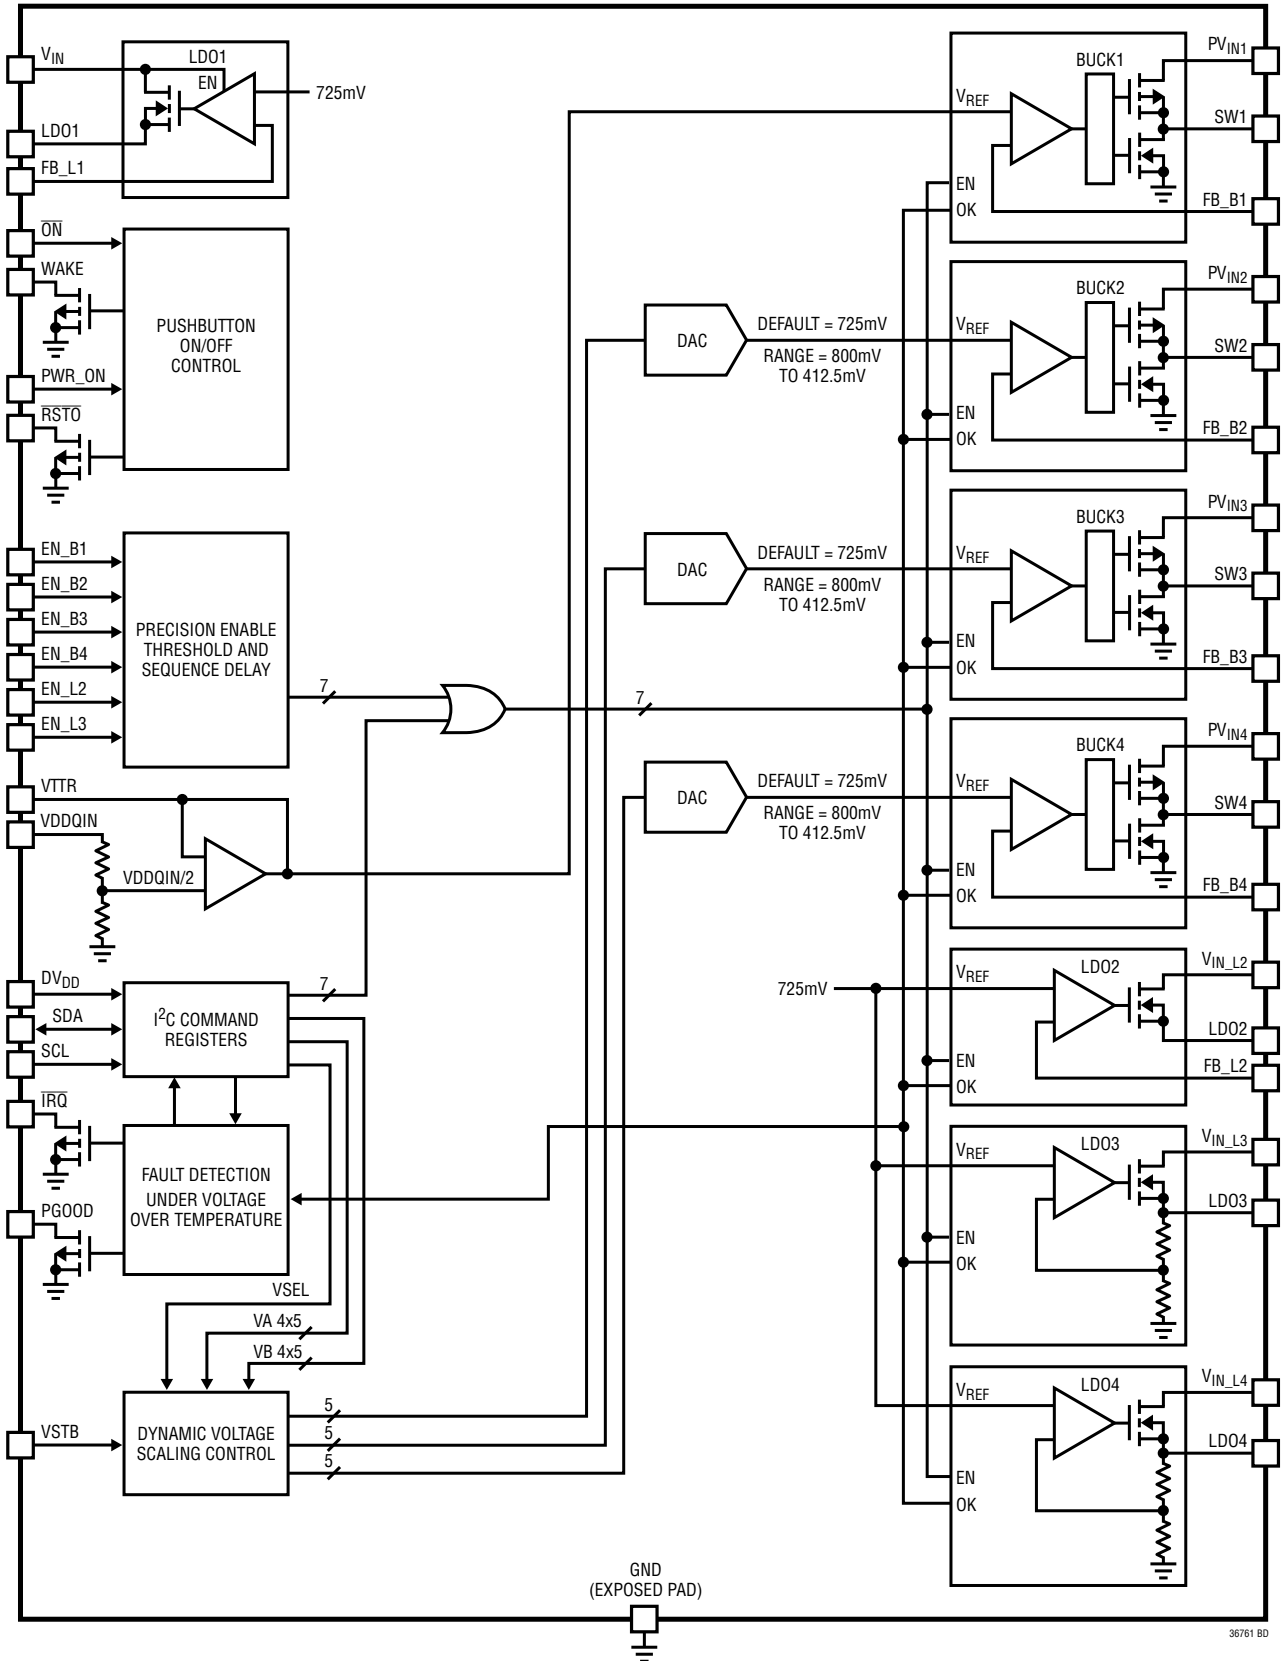 V_IN
LDO1
EN
725mV
LDO1
FB_L1
ON
WAKE
PUSHBUTTON
ON/OFF
CONTROL
PWR_ON
RSTO
EN_B1
EN_B2
EN_B3
EN_B4
EN_L2
EN_L3
PRECISION ENABLE
THRESHOLD AND
SEQUENCE DELAY
7
7
VTTR
VDDQIN
VDDQIN/2
DV_DD
SDA
SCL
I²C COMMAND
REGISTERS
7
IRQ
PGOOD
FAULT DETECTION
UNDER VOLTAGE
OVER TEMPERATURE
VSEL
VA 4x5
VB 4x5
VSTB
DYNAMIC VOLTAGE
SCALING CONTROL
5
5
5
DAC
DEFAULT = 725mV
RANGE = 800mV
TO 412.5mV
DAC
DEFAULT = 725mV
RANGE = 800mV
TO 412.5mV
DAC
DEFAULT = 725mV
RANGE = 800mV
TO 412.5mV
BUCK1
V_REF
EN
OK
PV_IN1
SW1
FB_B1
BUCK2
V_REF
EN
OK
PV_IN2
SW2
FB_B2
BUCK3
V_REF
EN
OK
PV_IN3
SW3
FB_B3
BUCK4
V_REF
EN
OK
PV_IN4
SW4
FB_B4
725mV
LDO2
V_REF
EN
OK
V_IN_L2
LDO2
FB_L2
LDO3
V_REF
EN
OK
V_IN_L3
LDO3
LDO4
V_REF
EN
OK
V_IN_L4
LDO4
GND
(EXPOSED PAD)
36761 BD